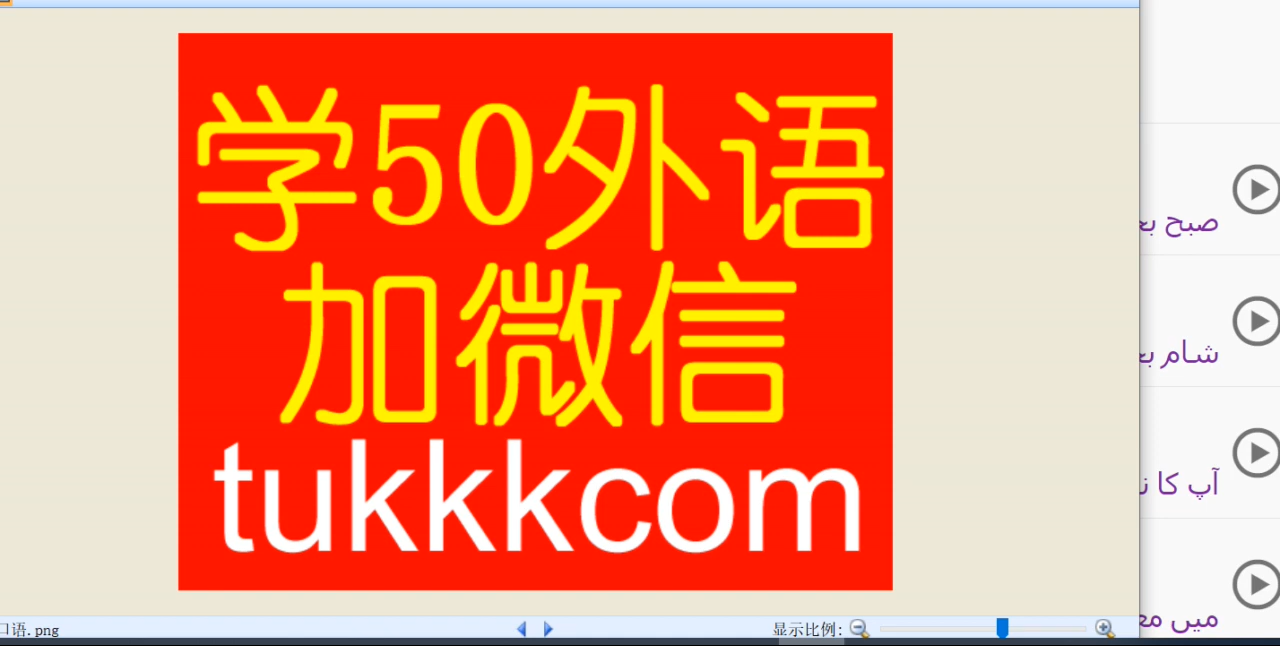 学50外语
加微信
tukkkcom
صبح بخ
شام بخ
آپ کا
میں
口语.png
显示比例: